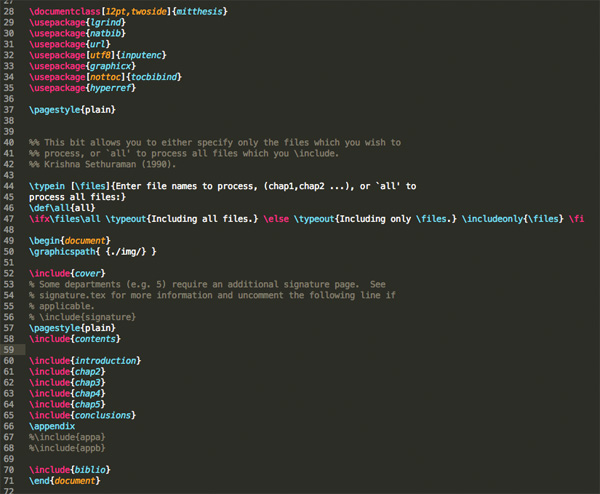 27
28 \documentclass[12pt,twoside]{mitthesis}
29 \usepackage{lgrind}
30 \usepackage{natbib}
31 \usepackage{url}
32 \usepackage[utf8]{inputenc}
33 \usepackage{graphicx}
34 \usepackage[nottoc]{tocbibind}
35 \usepackage{hyperref}
36
37 \pagestyle{plain}
38
39
40 %% This bit allows you to either specify only the files which you wish to
41 %% process, or `all' to process all files which you \include.
42 %% Krishna Sethuraman (1990).
43
44 \typein [\files]{Enter file names to process, (chap1,chap2 ...), or `all' to
45 process all files:}
46 \def\all{all}
47 \ifx\files\all \typeout{Including all files.} \else \typeout{Including only \files.} \includeonly{\files} \fi
48
49 \begin{document}
50 \graphicspath{ {./img/} }
51
52 \include{cover}
53 % Some departments (e.g. 5) require an additional signature page.  See
54 % signature.tex for more information and uncomment the following line if
55 % applicable.
56 % \include{signature}
57 \pagestyle{plain}
58 \include{contents}
59
60 \include{introduction}
61 \include{chap2}
62 \include{chap3}
63 \include{chap4}
64 \include{chap5}
65 \include{conclusions}
66 \appendix
67 %\include{appa}
68 %\include{appb}
69
70 \include{biblio}
71 \end{document}
72